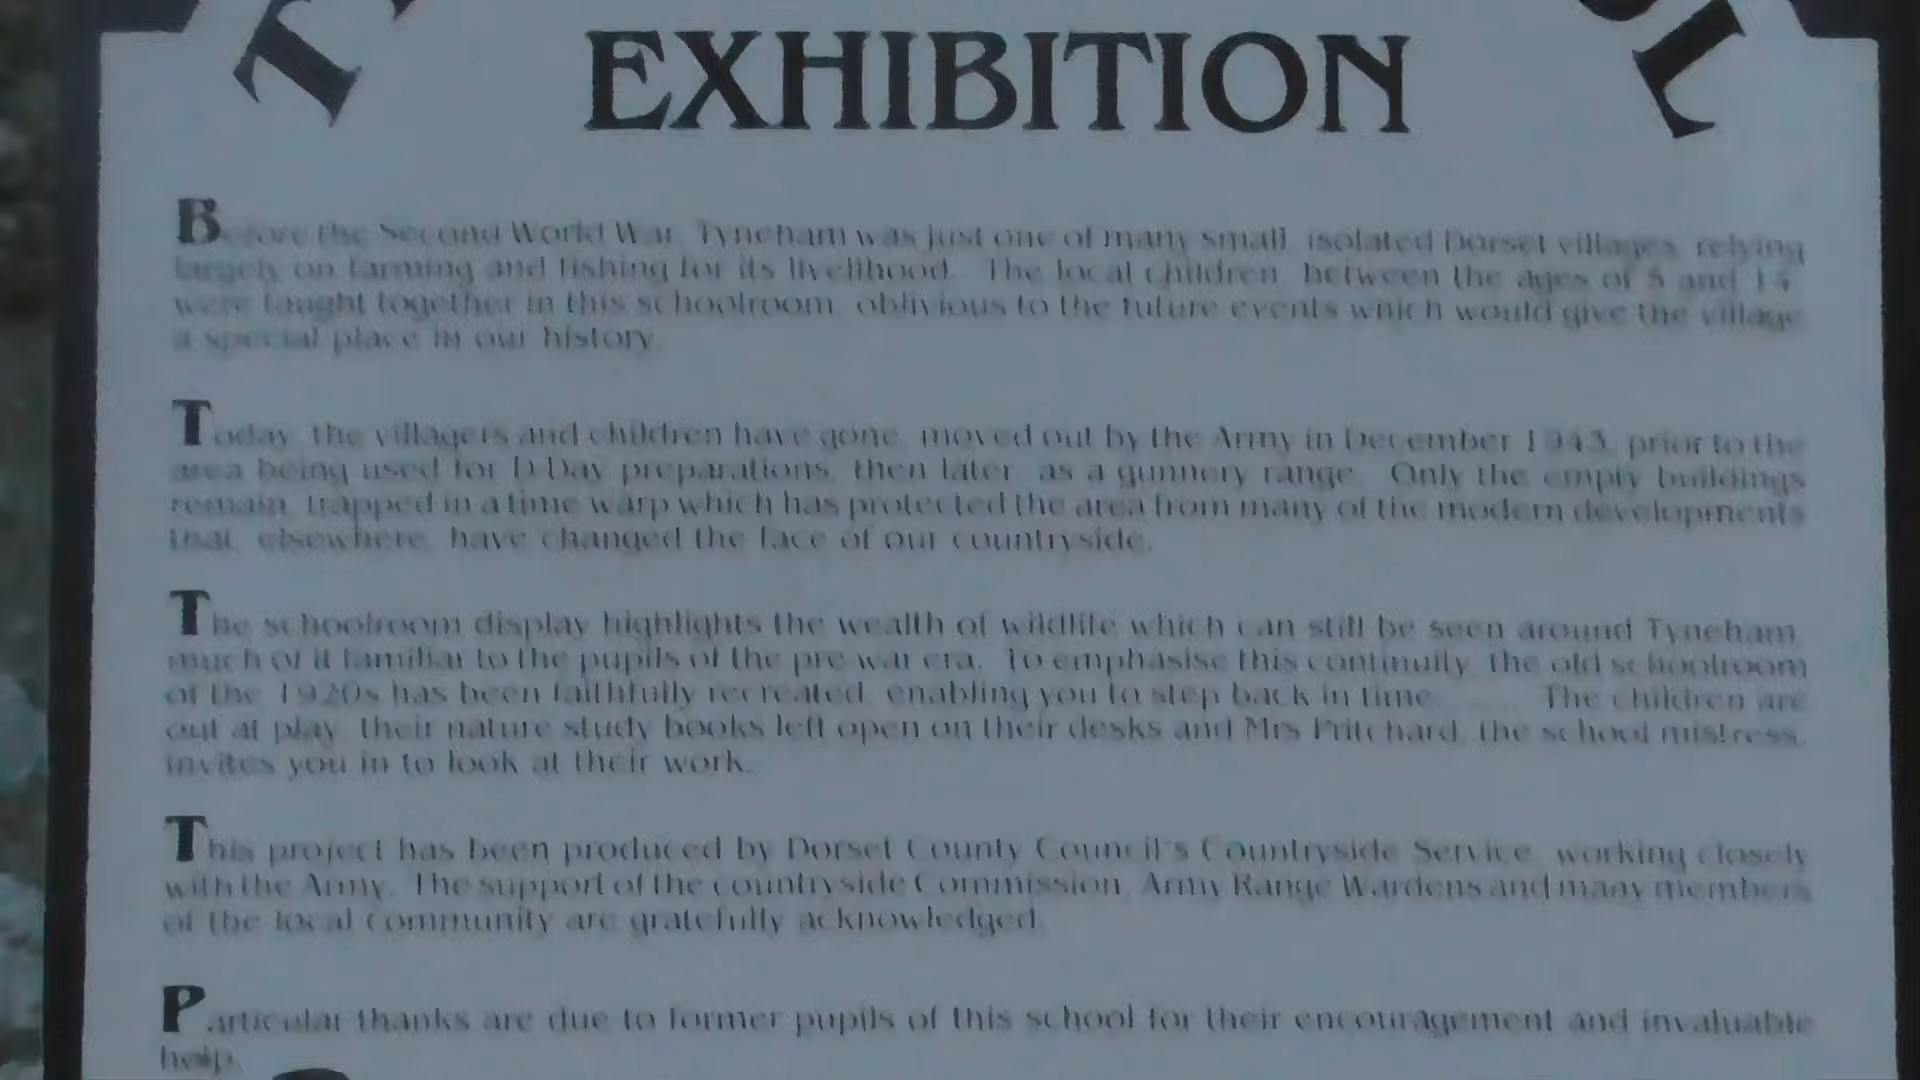 EXHIBITION
Before the Second World War, Tyneham was just one of many small, isolated Dorset villages, relying
largely on farming and fishing for its livelihood. The local children, between the ages of 5 and 14,
were taught together in this schoolroom, oblivious to the future events which would give the village
a special place in our history.
Today, the villagers and children have gone, moved out by the Army in December 1943, prior to the
area being used for D-Day preparations, then later, as a gunnery range. Only the empty buildings
remain, trapped in a time warp which has protected the area from many of the modern developments
that, elsewhere, have changed the face of our countryside.
The schoolroom display highlights the wealth of wildlife which can still be seen around Tyneham,
much of it familiar to the pupils of the pre-war era. To emphasise this continuity, the old schoolroom
of the 1920s has been faithfully recreated, enabling you to step back in time...... The children are
out at play, their nature study books left open on their desks and Mrs Pritchard, the school mistress,
invites you in to look at their work.
This project has been produced by Dorset County Council's Countryside Service, working closely
with the Army. The support of the countryside Commission, Army Range Wardens and many members
of the local community are gratefully acknowledged.
Particular thanks are due to former pupils of this school for their encouragement and invaluable
help.